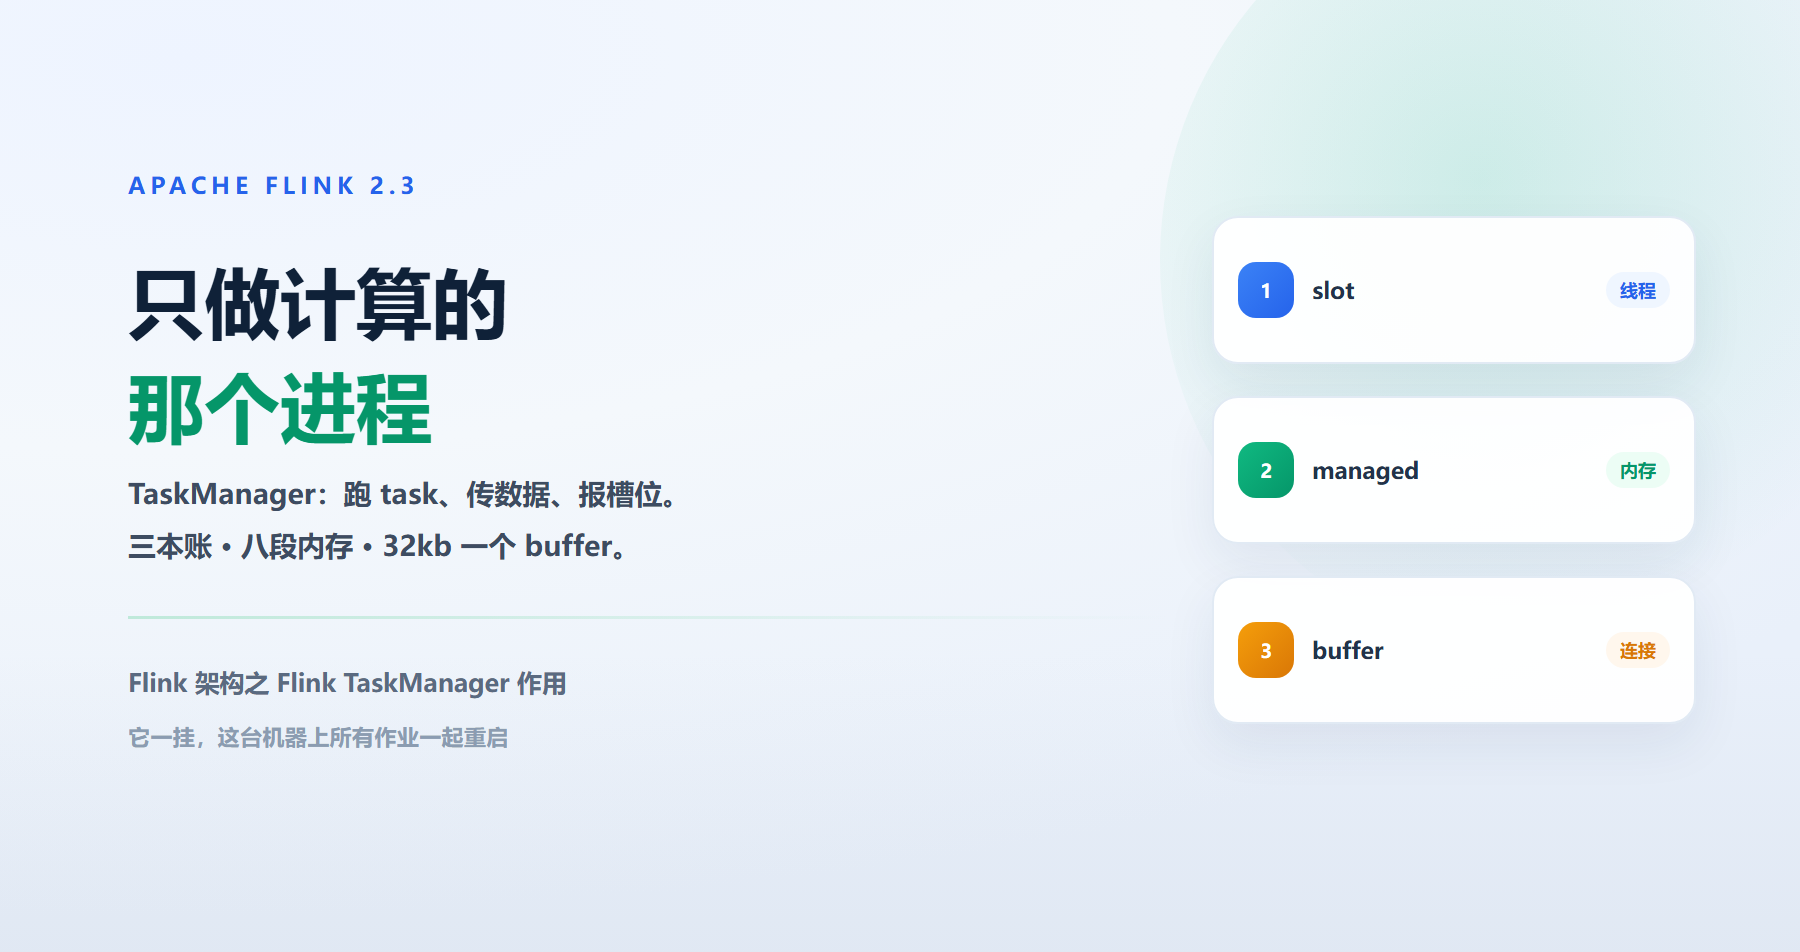 APACHE FLINK 2.3
只做计算的
那个进程
TaskManager：跑 task、传数据、报槽位。
三本账 · 八段内存 · 32kb 一个 buffer。
Flink 架构之 Flink TaskManager 作用
它一挂，这台机器上所有作业一起重启
1 slot 线程
2 managed 内存
3 buffer 连接